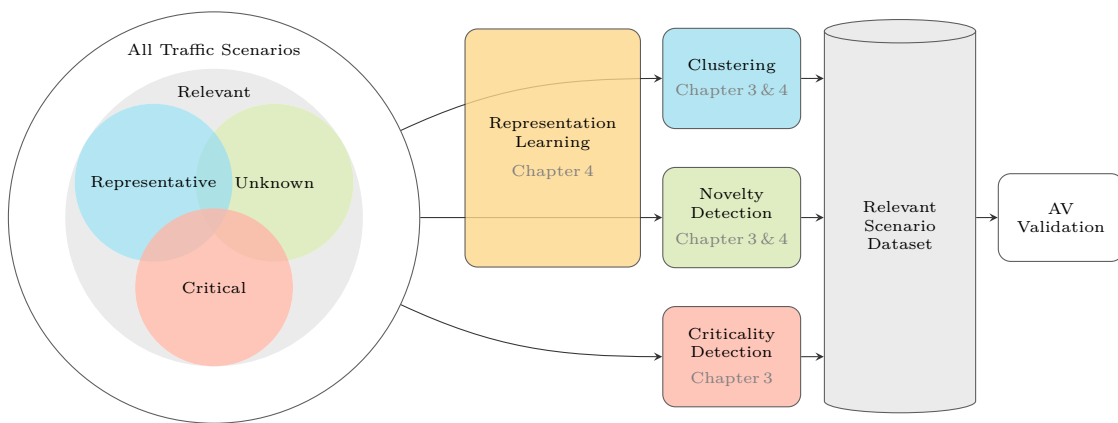 All Traffic Scenarios
Relevant
Representative
Unknown
Critical
Representation
Learning
Chapter 4
Clustering
Chapter 3 & 4
Novelty
Detection
Chapter 3 & 4
Criticality
Detection
Chapter 3
Relevant
Scenario
Dataset
AV
Validation